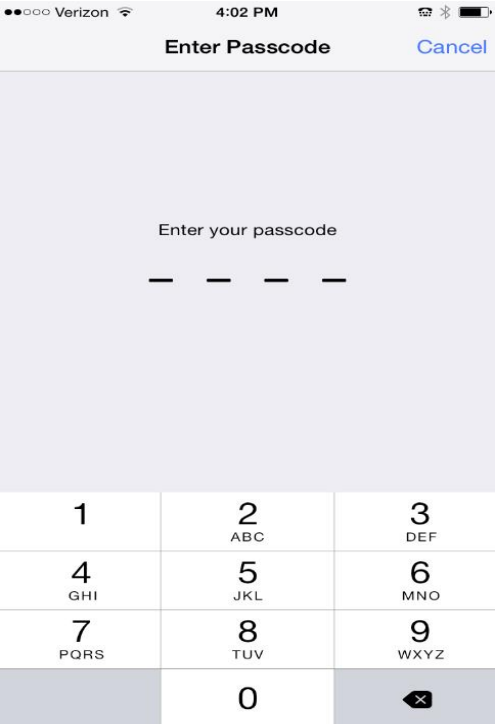 Verizon 4:02 PM
Enter Passcode Cancel
Enter your passcode
1 2 3
ABC DEF
4 5 6
GHI JKL MNO
7 8 9
PQRS TUV WXYZ
0